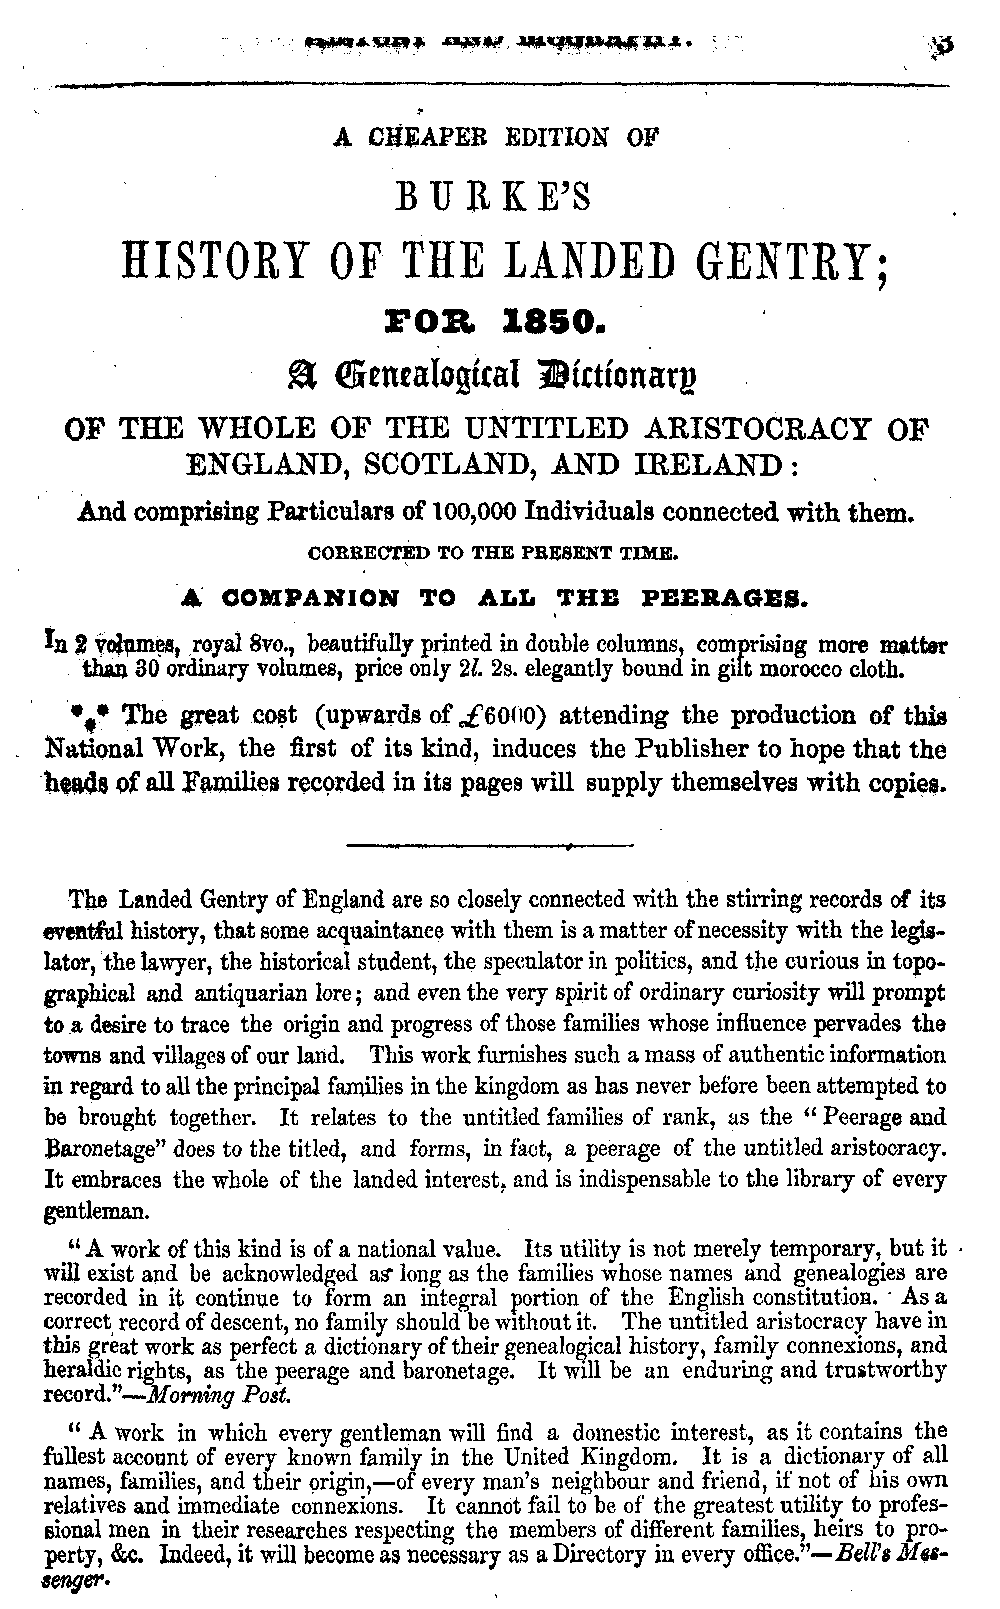 HISTORY AND BIOGRAPHY. 3
A CHEAPER EDITION OF
BURKE'S
HISTORY OF THE LANDED GENTRY;
FOR 1850.
A Genealogical Dictionary
OF THE WHOLE OF THE UNTITLED ARISTOCRACY OF
ENGLAND, SCOTLAND, AND IRELAND:
And comprising Particulars of 100,000 Individuals connected with them.
CORRECTED TO THE PRESENT TIME.
A COMPANION TO ALL THE PEERAGES.
In 2 volumes, royal 8vo., beautifully printed in double columns, comprising more matter
than 30 ordinary volumes, price only 2l. 2s. elegantly bound in gilt morocco cloth.
*** The great cost (upwards of £6000) attending the production of this
National Work, the first of its kind, induces the Publisher to hope that the
heads of all Families recorded in its pages will supply themselves with copies.
The Landed Gentry of England are so closely connected with the stirring records of its
eventful history, that some acquaintance with them is a matter of necessity with the legis-
lator, the lawyer, the historical student, the speculator in politics, and the curious in topo-
graphical and antiquarian lore; and even the very spirit of ordinary curiosity will prompt
to a desire to trace the origin and progress of those families whose influence pervades the
towns and villages of our land. This work furnishes such a mass of authentic information
in regard to all the principal families in the kingdom as has never before been attempted to
be brought together. It relates to the untitled families of rank, as the "Peerage and
Baronetage" does to the titled, and forms, in fact, a peerage of the untitled aristocracy.
It embraces the whole of the landed interest, and is indispensable to the library of every
gentleman.
"A work of this kind is of a national value. Its utility is not merely temporary, but it
will exist and be acknowledged as long as the families whose names and genealogies are
recorded in it continue to form an integral portion of the English constitution. As a
correct record of descent, no family should be without it. The untitled aristocracy have in
this great work as perfect a dictionary of their genealogical history, family connexions, and
heraldic rights, as the peerage and baronetage. It will be an enduring and trustworthy
record."—Morning Post.
"A work in which every gentleman will find a domestic interest, as it contains the
fullest account of every known family in the United Kingdom. It is a dictionary of all
names, families, and their origin,—of every man's neighbour and friend, if not of his own
relatives and immediate connexions. It cannot fail to be of the greatest utility to profes-
sional men in their researches respecting the members of different families, heirs to pro-
perty, &c. Indeed, it will become as necessary as a Directory in every office."—Bell's Mes-
senger.